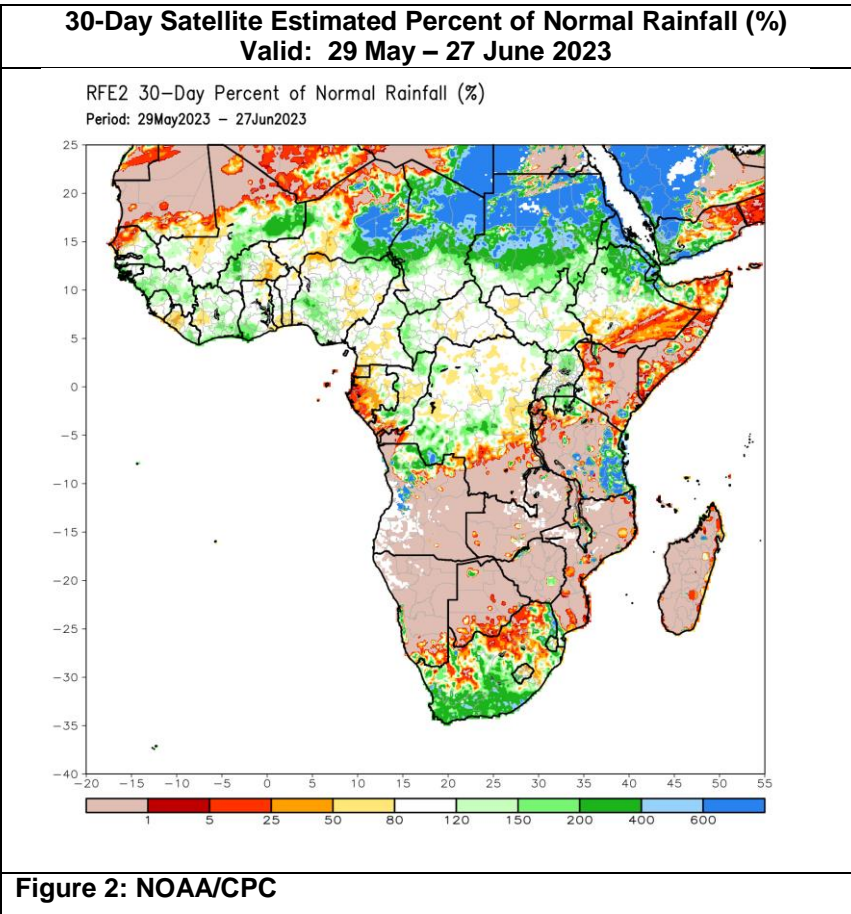 30-Day Satellite Estimated Percent of Normal Rainfall (%)
Valid: 29 May – 27 June 2023
RFE2 30–Day Percent of Normal Rainfall (%)
Period: 29May2023 – 27Jun2023
25
20
15
10
5
0
−5
−10
−15
−20
−25
−30
−35
−40
−20 −15 −10 −5 0 5 10 15 20 25 30 35 40 45 50 55
1 5 25 50 80 120 150 200 400 600
Figure 2: NOAA/CPC